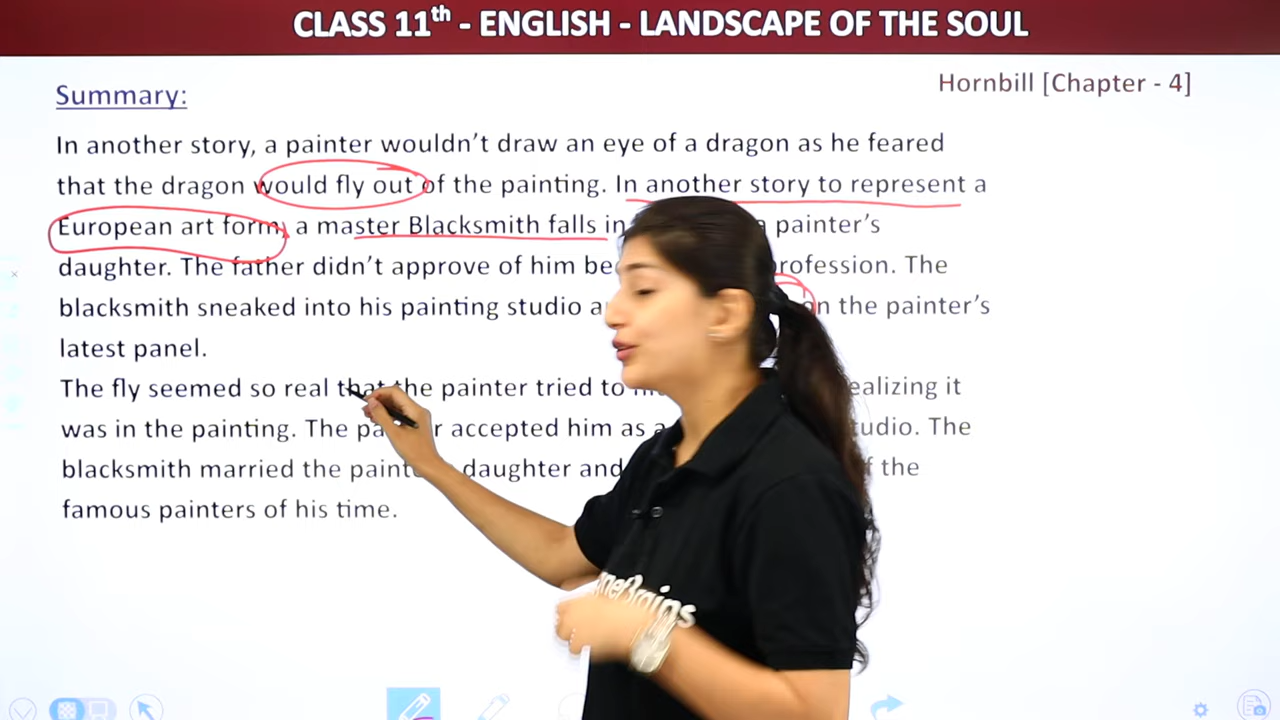 CLASS 11th - ENGLISH - LANDSCAPE OF THE SOUL
Hornbill [Chapter - 4]
Summary:
In another story, a painter wouldn't draw an eye of a dragon as he feared
that the dragon would fly out of the painting. In another story to represent a
European art form, a master Blacksmith falls in a painter's
daughter. The father didn't approve of him profession. The
blacksmith sneaked into his painting studio on the painter's
latest panel.
The fly seemed so real that the painter tried to realizing it
was in the painting. The accepted him as studio. The
blacksmith married the daughter and the
famous painters of his time.